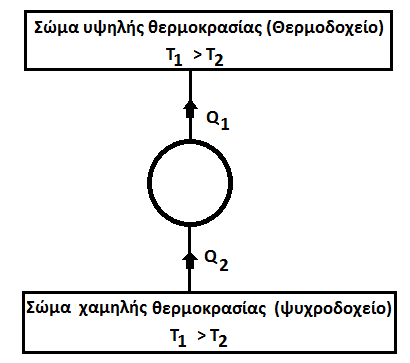 Σώμα υψηλής θερμοκρασίας (Θερμοδοχείο)
T1 > T2
Q1
Q2
Σώμα χαμηλής θερμοκρασίας (ψυχροδοχείο)
T1 > T2